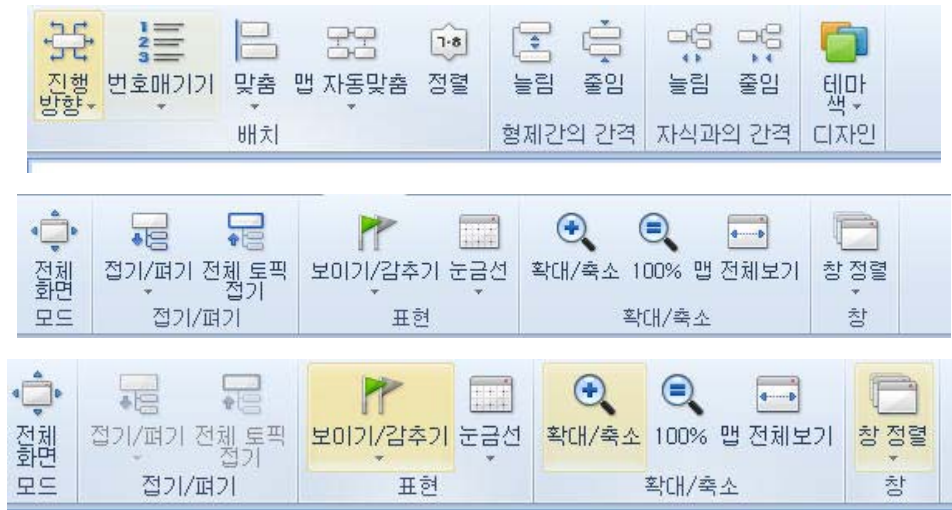 진행 방향 번호매기기 맞춤 맵 자동맞춤 정렬 늘림 줄임 늘림 줄임 테마 색
배치 형제간의 간격 자식과의 간격 디자인
전체 화면 접기/펴기 전체 토픽 접기 보이기/감추기 눈금선 확대/축소 100% 맵 전체보기 창 정렬
모드 접기/펴기 표현 확대/축소 창
전체 화면 접기/펴기 전체 토픽 접기 보이기/감추기 눈금선 확대/축소 100% 맵 전체보기 창 정렬
모드 접기/펴기 표현 확대/축소 창